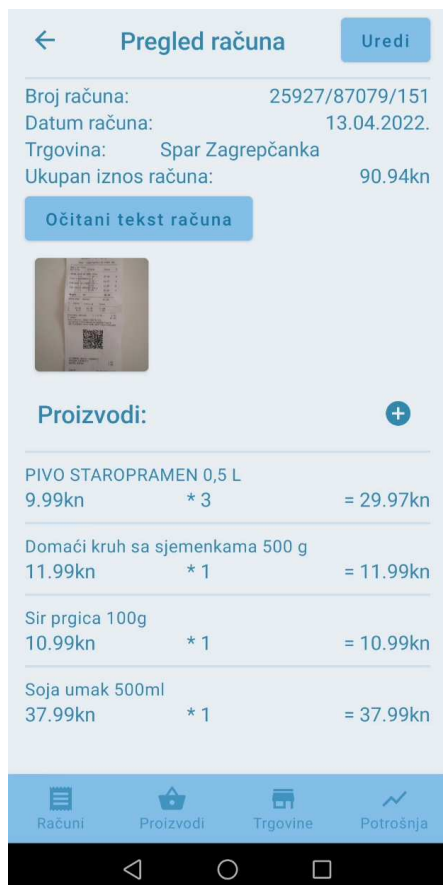 Pregled računa
Uredi
Broj računa: 25927/87079/151
Datum računa: 13.04.2022.
Trgovina: Spar Zagrepčanka
Ukupan iznos računa: 90.94kn
Očitani tekst računa
Proizvodi:
PIVO STAROPRAMEN 0,5 L
9.99kn * 3 = 29.97kn
Domaći kruh sa sjemenkama 500 g
11.99kn * 1 = 11.99kn
Sir prgica 100g
10.99kn * 1 = 10.99kn
Soja umak 500ml
37.99kn * 1 = 37.99kn
Računi Proizvodi Trgovine Potrošnja